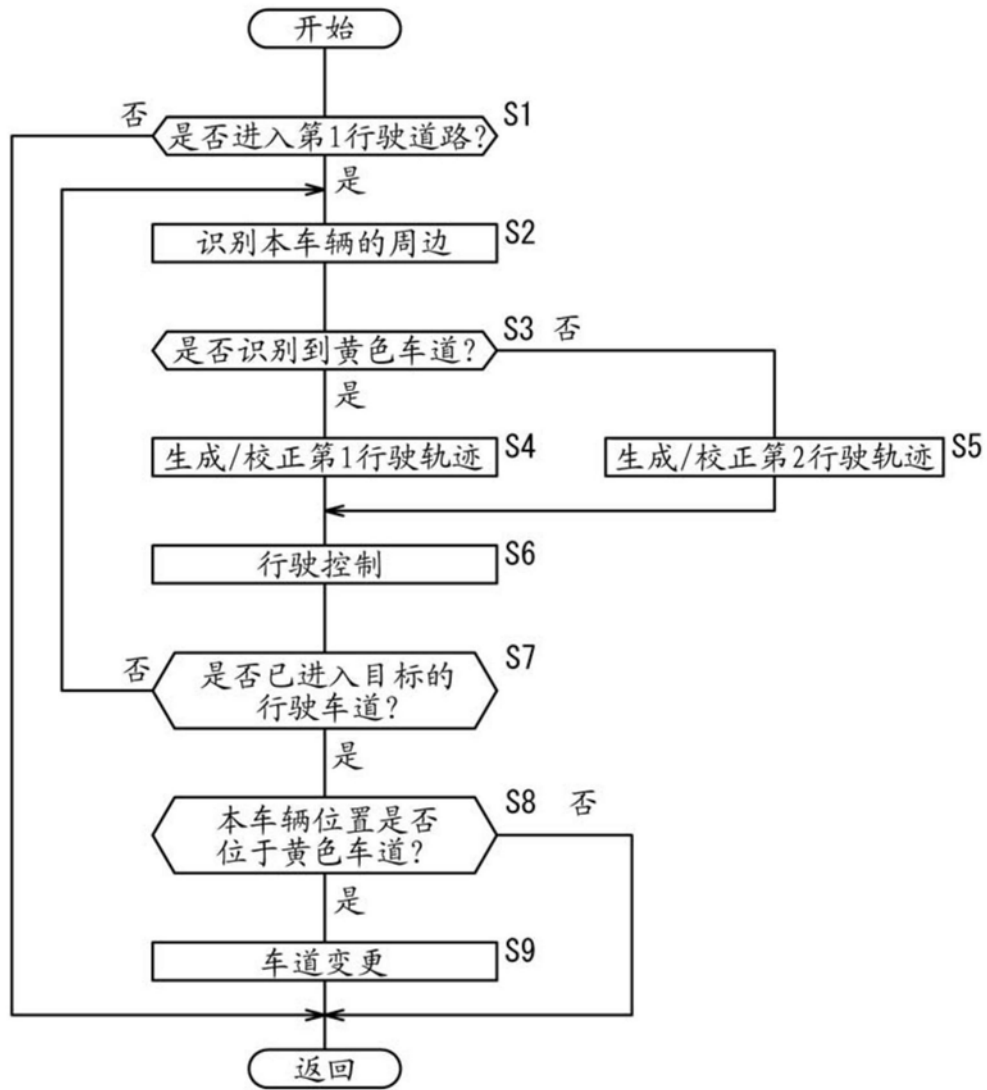 开始
否
是否进入第1行驶道路?
S1
是
识别本车辆的周边
S2
是否识别到黄色车道?
S3
否
是
生成/校正第1行驶轨迹
S4
生成/校正第2行驶轨迹
S5
行驶控制
S6
否
是否已进入目标的
行驶车道?
S7
是
本车辆位置是否
位于黄色车道?
S8
否
是
车道变更
S9
返回